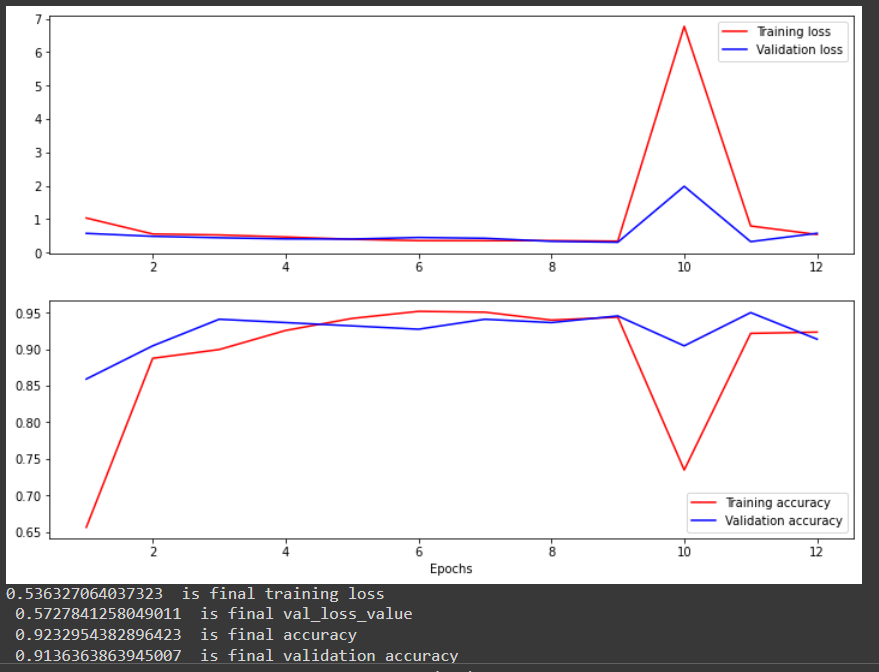 7
6
5
4
3
2
1
0
Training loss
Validation loss
2 4 6 8 10 12
0.95
0.90
0.85
0.80
0.75
0.70
0.65
Training accuracy
Validation accuracy
2 4 6 8 10 12
Epochs
0.536327064037323 is final training loss
0.5727841258049011 is final val_loss_value
0.9232954382896423 is final accuracy
0.9136363863945007 is final validation accuracy